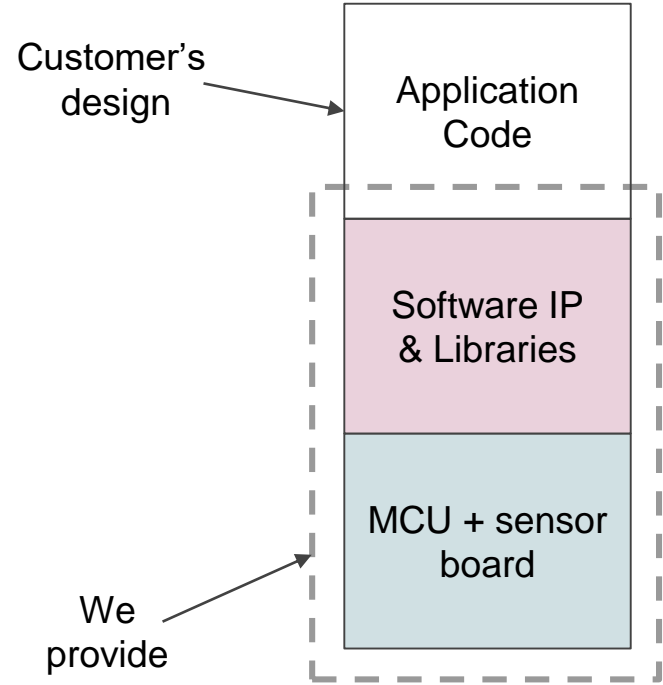 Customer’s
design
Application
Code
Software IP
& Libraries
MCU + sensor
board
We
provide